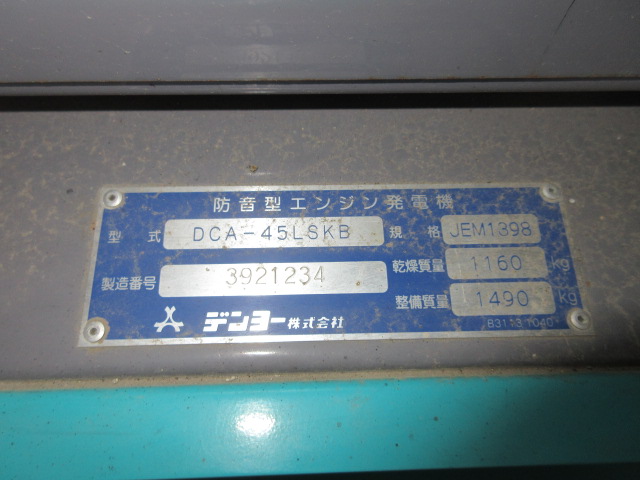 防音型エンジン発電機
型式 DCA-45LSKB 規格 JEM1398
製造番号 3921234 乾燥質量 1160 kg
整備質量 1490 kg
デンヨー株式会社
B3113 1040